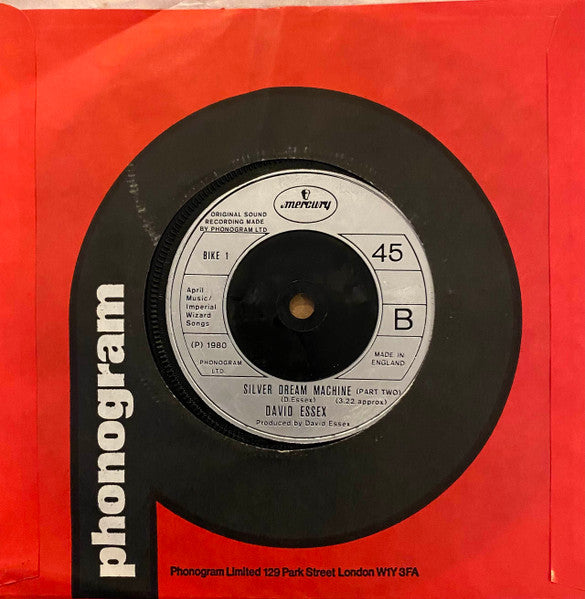 phonogram
mercury
ORIGINAL SOUND
RECORDING MADE
BY PHONOGRAM LTD
BIKE 1
45
April
Music/
Imperial
Wizard
Songs
B
(P) 1980
MADE IN
ENGLAND
PHONOGRAM
LTD.
SILVER DREAM MACHINE (PART TWO)
(D.Essex) (3.22 approx)
DAVID ESSEX
Produced by David Essex
Phonogram Limited 129 Park Street London W1Y 3FA